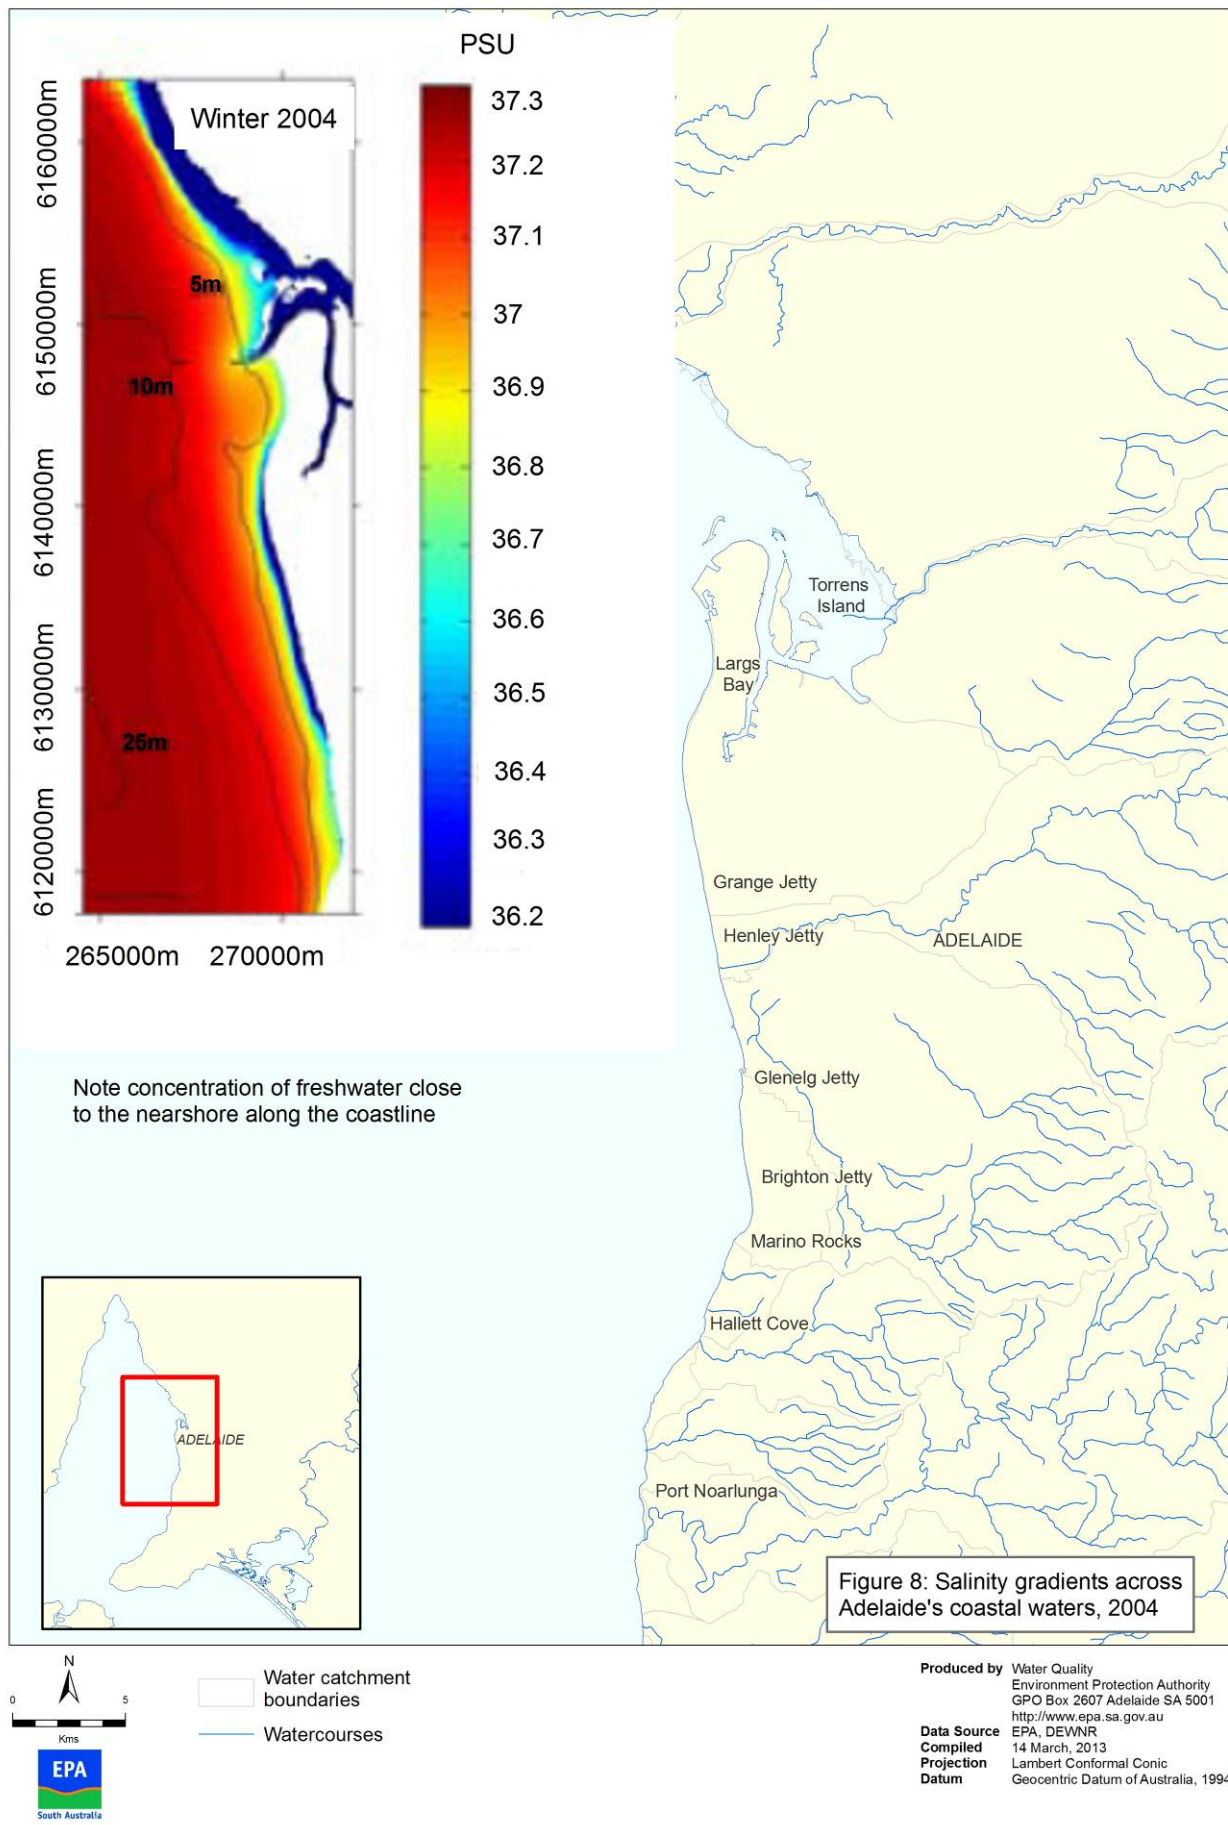 PSU
Winter 2004
37.3
37.2
37.1
37
36.9
36.8
36.7
36.6
36.5
36.4
36.3
36.2
6160000m
6150000m
6140000m
6130000m
6120000m
5m
10m
25m
265000m 270000m
Note concentration of freshwater close
to the nearshore along the coastline
Torrens
Island
Largs
Bay
Grange Jetty
Henley Jetty
ADELAIDE
Glenelg Jetty
Brighton Jetty
Marino Rocks
Hallett Cove
Port Noarlunga
ADELAIDE
Figure 8: Salinity gradients across
Adelaide's coastal waters, 2004
N
0 5
Kms
Water catchment
boundaries
Watercourses
EPA
South Australia
Produced by Water Quality
Environment Protection Authority
GPO Box 2607 Adelaide SA 5001
http://www.epa.sa.gov.au
Data Source EPA, DEWNR
Compiled 14 March, 2013
Projection Lambert Conformal Conic
Datum Geocentric Datum of Australia, 1994